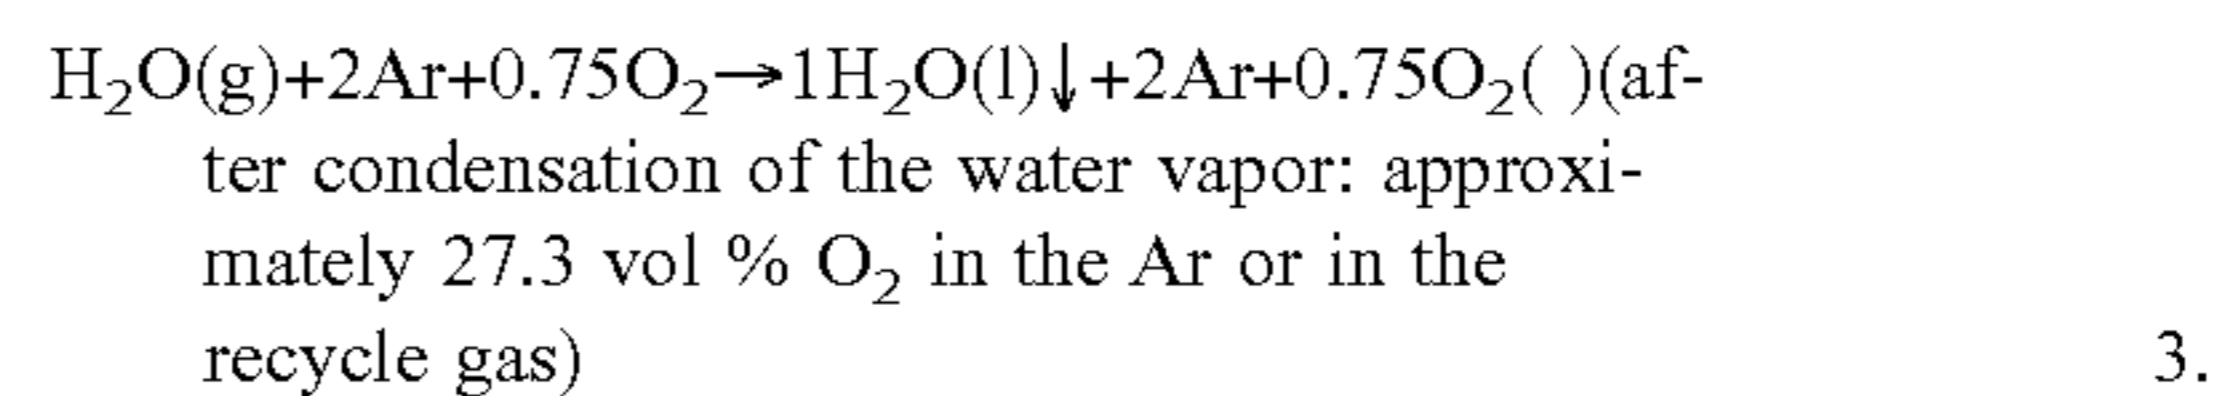 H₂O(g)+2Ar+0.75O₂→1H₂O(l)↓+2Ar+0.75O₂( )(af-
ter condensation of the water vapor: approxi-
mately 27.3 vol % O₂ in the Ar or in the
recycle gas) 3.